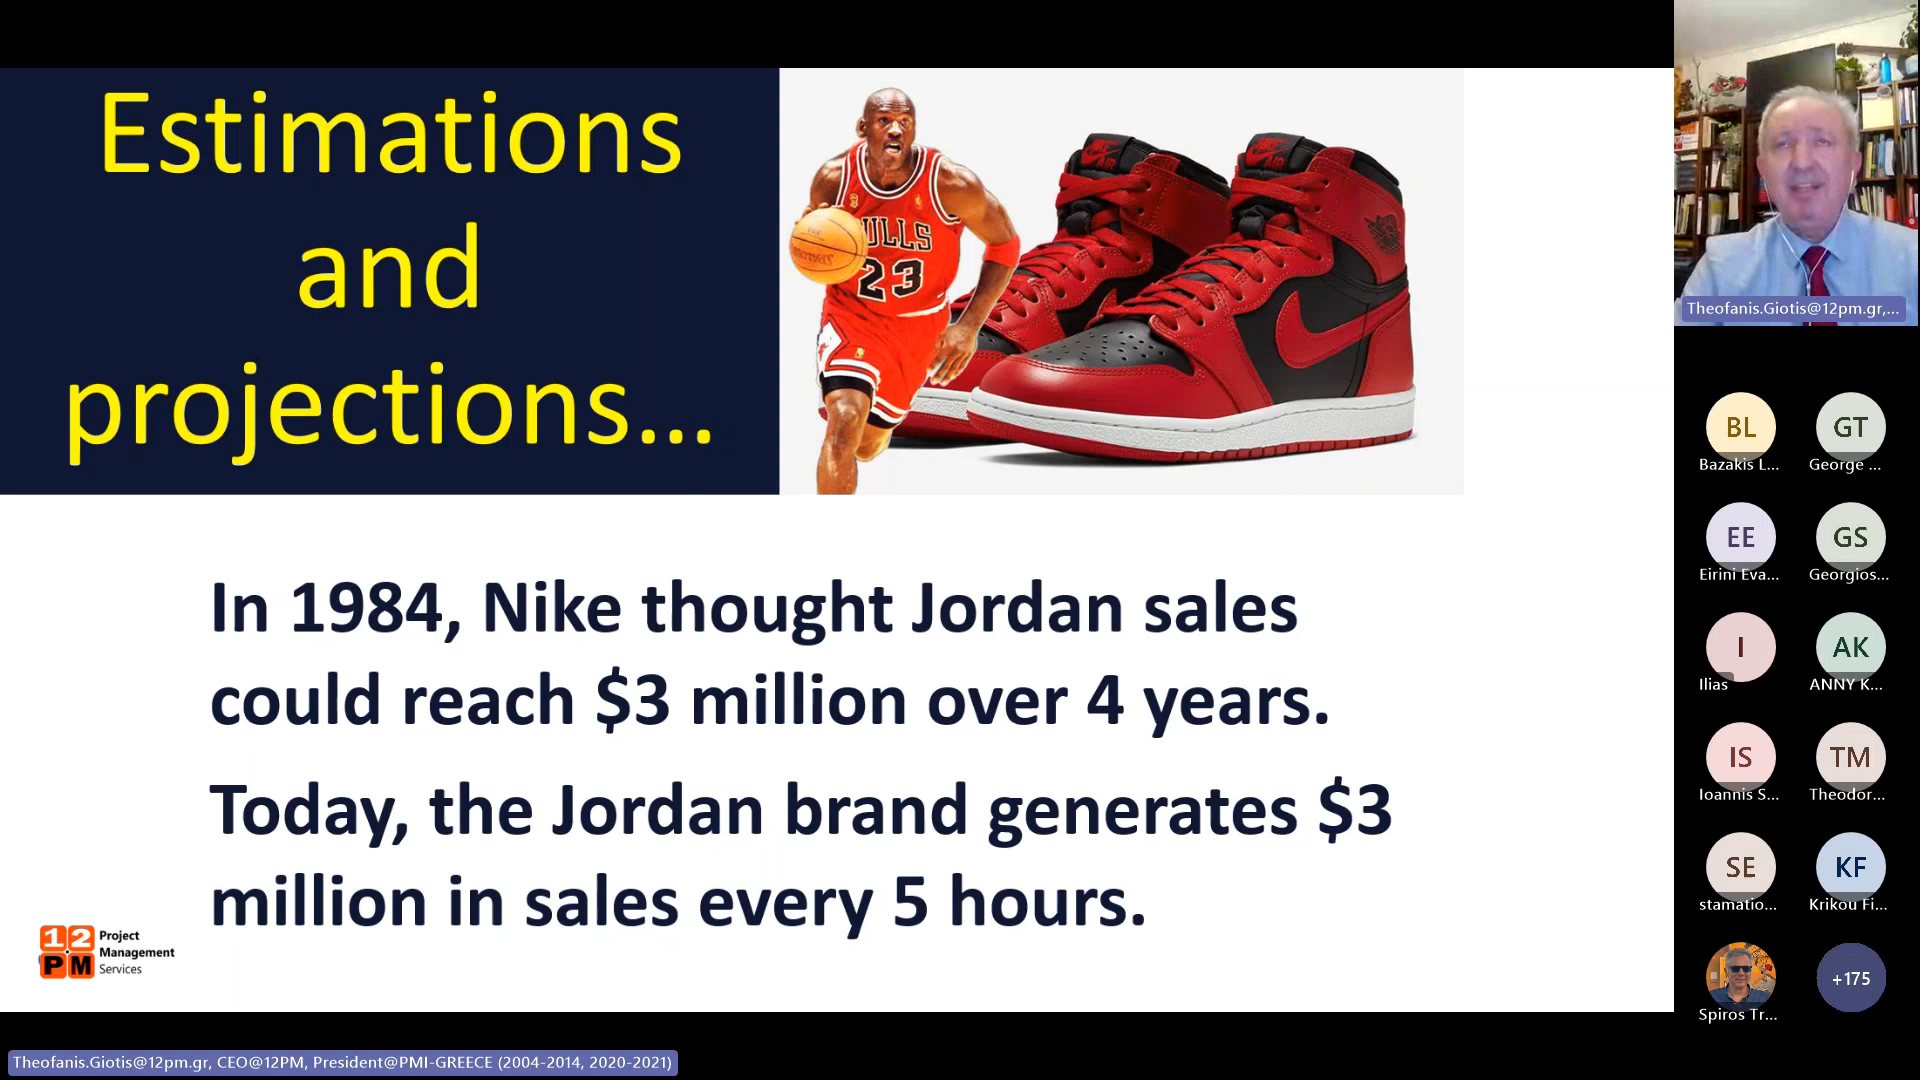 Estimations
and
projections...
BULLS
23
AIR
In 1984, Nike thought Jordan sales
could reach $3 million over 4 years.
Today, the Jordan brand generates $3
million in sales every 5 hours.
12
PM
Project
Management
Services
Theofanis.Giotis@12pm.gr, CEO@12PM, President@PMI-GREECE (2004-2014, 2020-2021)
Theofanis.Giotis@12pm.gr,...
BL
Bazakis L...
GT
George ...
EE
Eirini Eva...
GS
Georgios...
I
Ilias
AK
ANNY K...
IS
Ioannis S...
TM
Theodor...
SE
stamatio...
KF
Krikou Fi...
Spiros Tr...
+175